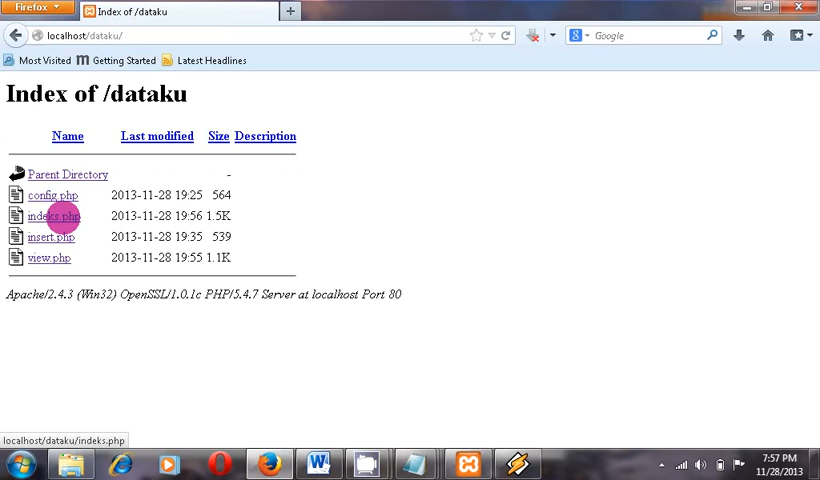 Firefox
Index of /dataku
localhost/dataku/
Google
Most Visited Getting Started Latest Headlines
Index of /dataku
Name Last modified Size Description
Parent Directory -
config.php 2013-11-28 19:25 564
indeks.php 2013-11-28 19:56 1.5K
insert.php 2013-11-28 19:35 539
view.php 2013-11-28 19:55 1.1K
Apache/2.4.3 (Win32) OpenSSL/1.0.1c PHP/5.4.7 Server at localhost Port 80
localhost/dataku/indeks.php
7:57 PM
11/28/2013